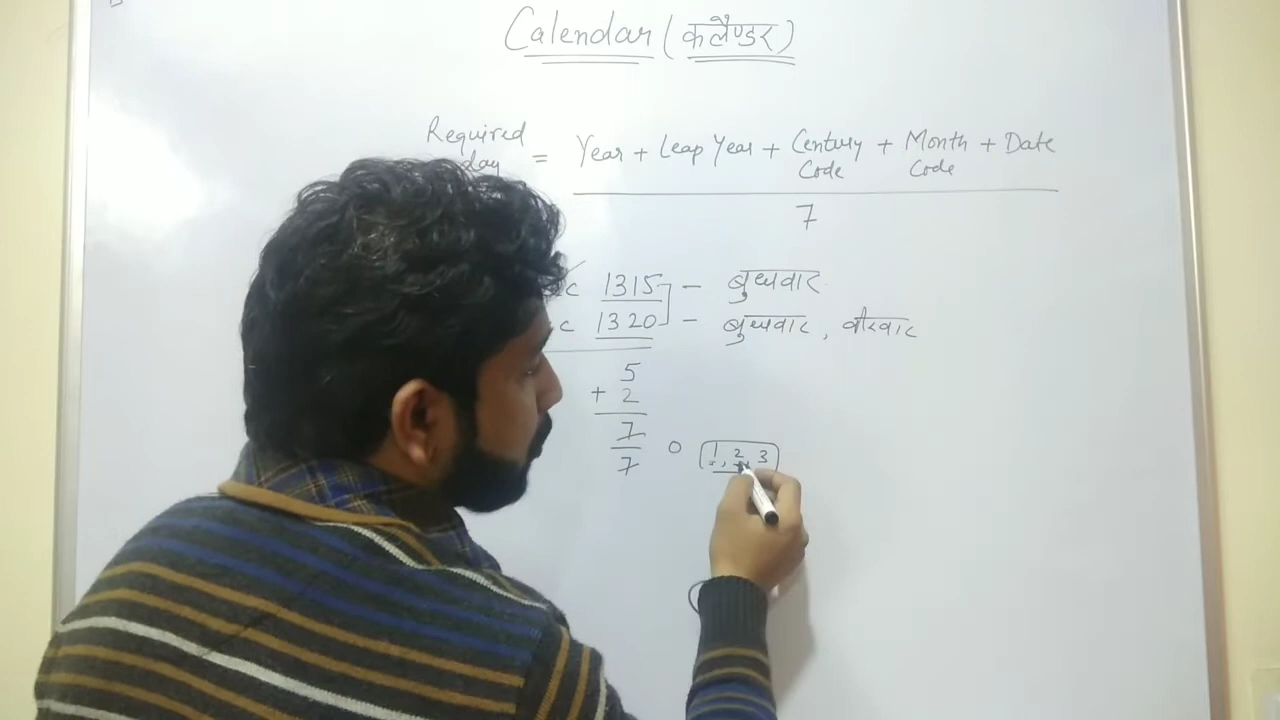 Calendar (कलैण्डर)
Required day = Year + Leap Year + Century Code + Month Code + Date
7
1315 - बुधवार
c 1320 - बुधवार, वीरवार
5
+ 2
7
7
0 1, 2, 3